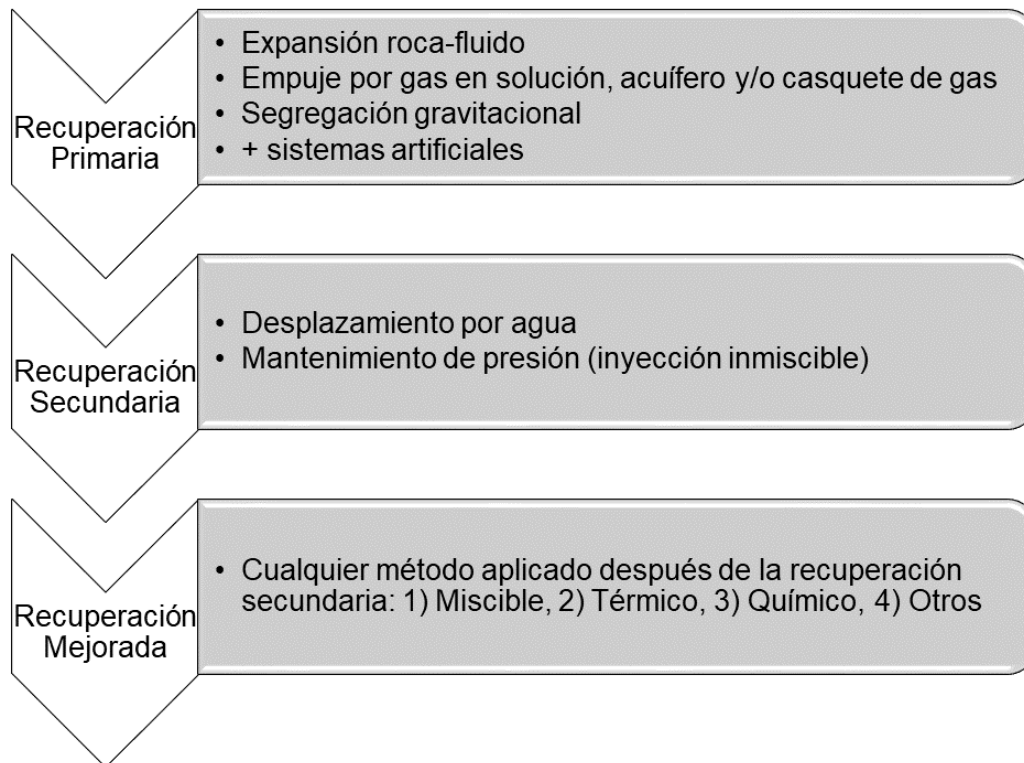 Recuperación
Primaria
• Expansión roca-fluido
• Empuje por gas en solución, acuífero y/o casquete de gas
• Segregación gravitacional
• + sistemas artificiales
Recuperación
Secundaria
• Desplazamiento por agua
• Mantenimiento de presión (inyección inmiscible)
Recuperación
Mejorada
• Cualquier método aplicado después de la recuperación
secundaria: 1) Miscible, 2) Térmico, 3) Químico, 4) Otros